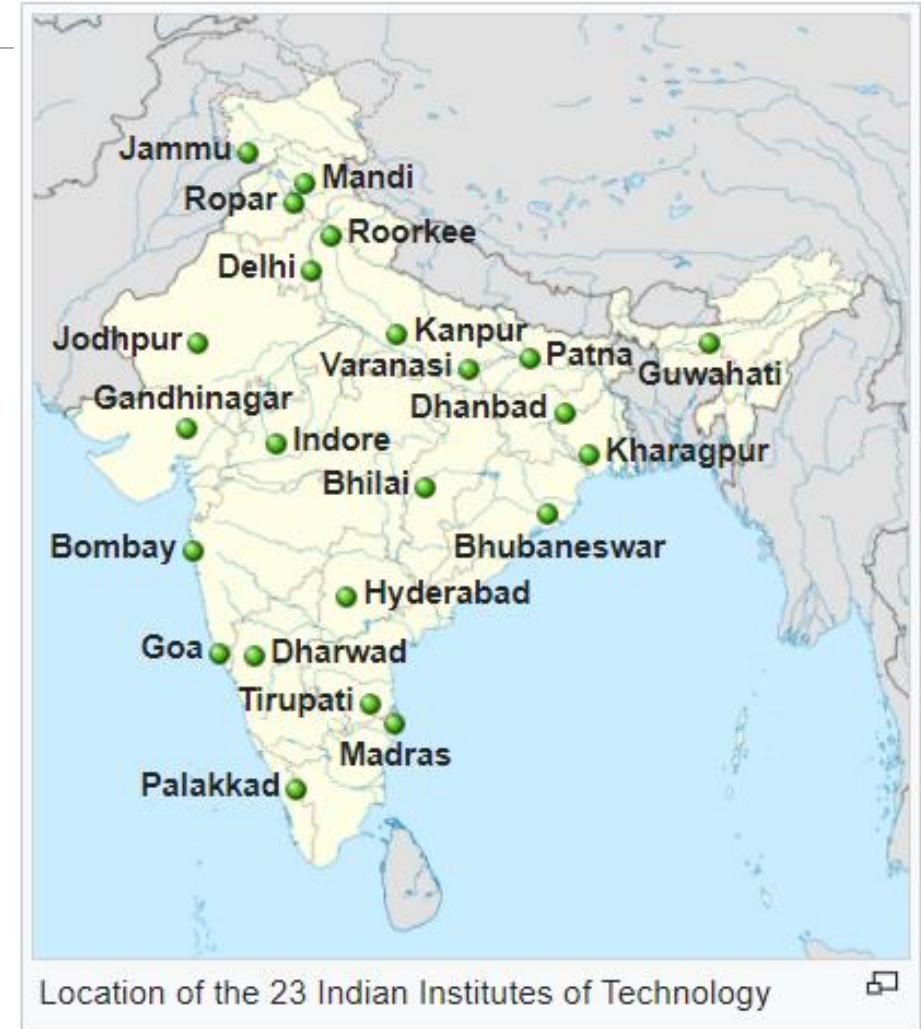 Jammu
Mandi
Ropar
Roorkee
Delhi
Kanpur
Jodhpur
Patna
Varanasi
Guwahati
Gandhinagar
Dhanbad
Indore
Kharagpur
Bhilai
Bombay
Bhubaneswar
Hyderabad
Goa
Dharwad
Tirupati
Madras
Palakkad
Location of the 23 Indian Institutes of Technology